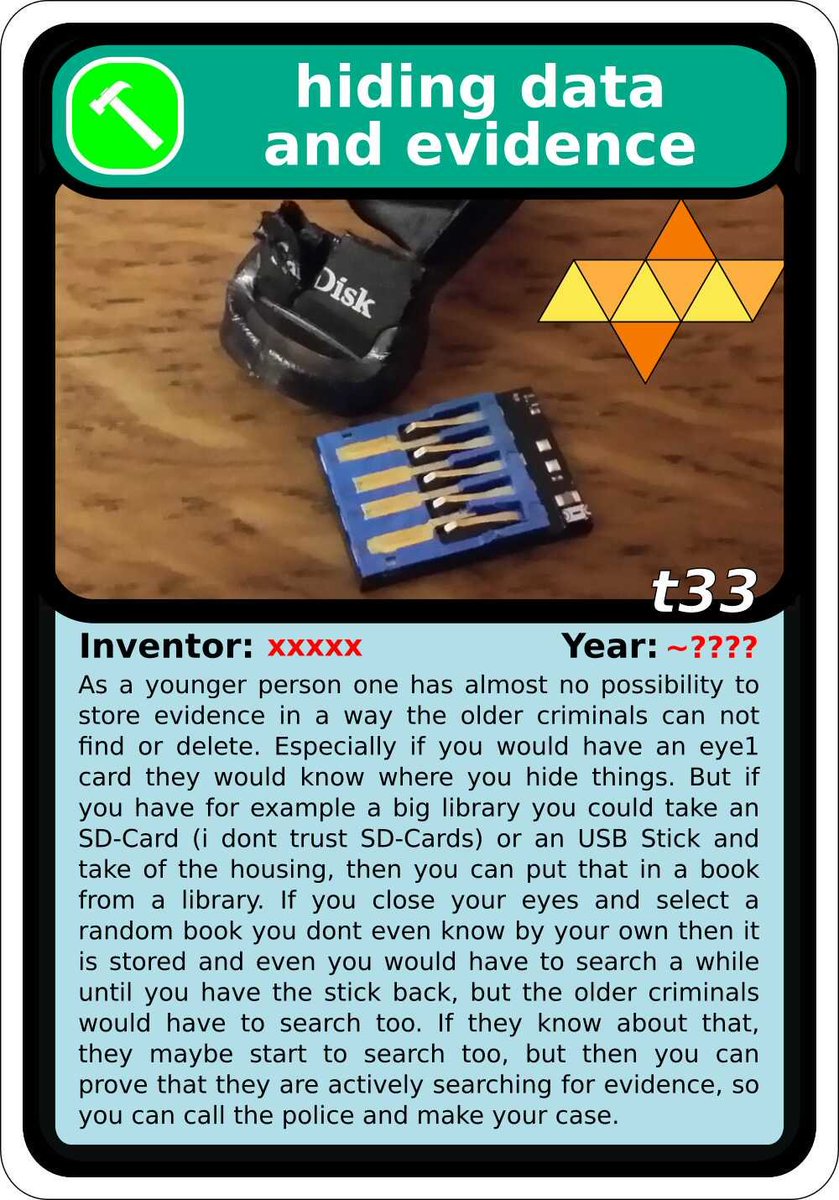 hiding data
and evidence
Disk
t33
Inventor: xxxxx Year: ~????
As a younger person one has almost no possibility to
store evidence in a way the older criminals can not
find or delete. Especially if you would have an eye1
card they would know where you hide things. But if
you have for example a big library you could take an
SD-Card (i dont trust SD-Cards) or an USB Stick and
take of the housing, then you can put that in a book
from a library. If you close your eyes and select a
random book you dont even know by your own then it
is stored and even you would have to search a while
until you have the stick back, but the older criminals
would have to search too. If they know about that,
they maybe start to search too, but then you can
prove that they are actively searching for evidence, so
you can call the police and make your case.